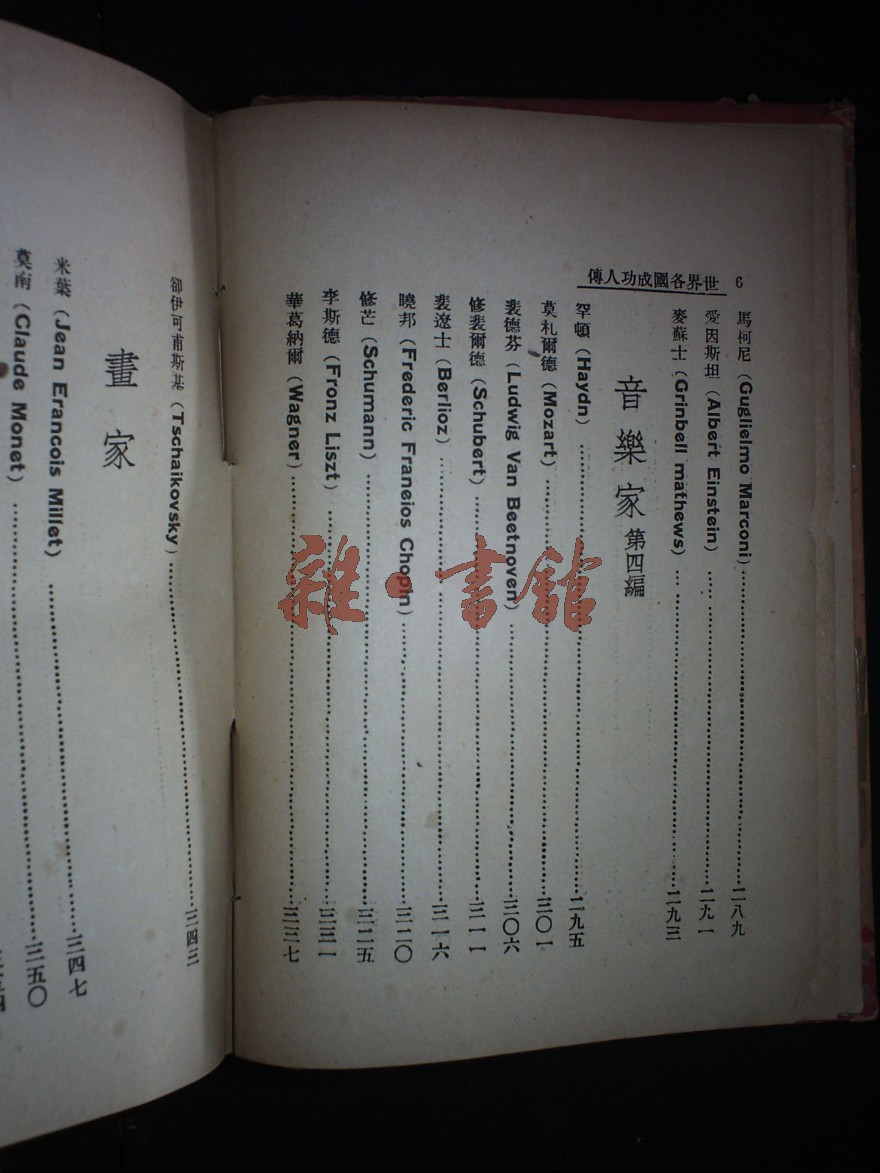 6
世界各國成功人傳
馬柯尼 (Guglielmo Marconi)……二八九
愛因斯坦 (Albert Einstein)……二九一
麥蘇士 (Grinbell mathews)……二九三
音樂家 第四編
罕頓 (Haydn)……二九五
莫札爾德 (Mozart)……三〇一
裴德芬 (Ludwig Van Beetnoven)……三〇六
修裴爾德 (Schubert)……三一一
裴遼士 (Berlioz)……三一六
曉邦 (Frederic Franeios Chopin)……三二〇
修芒 (Schumann)……三二五
李斯德 (Fronz Liszt)……三三一
華葛納爾 (Wagner)……三三七
卻伊可甫斯基 (Tschaikovsky)……三四三
畫家
米葉 (Jean Erancois Millet)……三四七
莫南 (Claude Monet)……三五〇
雜·書館